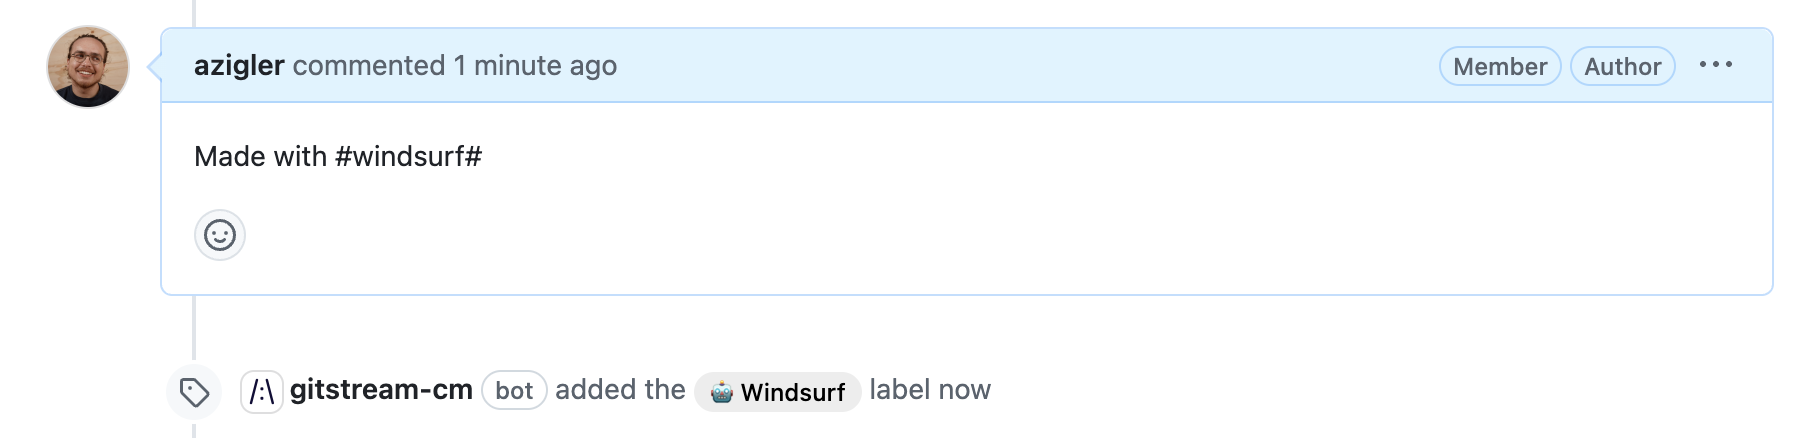 azigler commented 1 minute ago Member Author ...
Made with #windsurf#
/:\ gitstream-cm bot added the 🤖 Windsurf label now